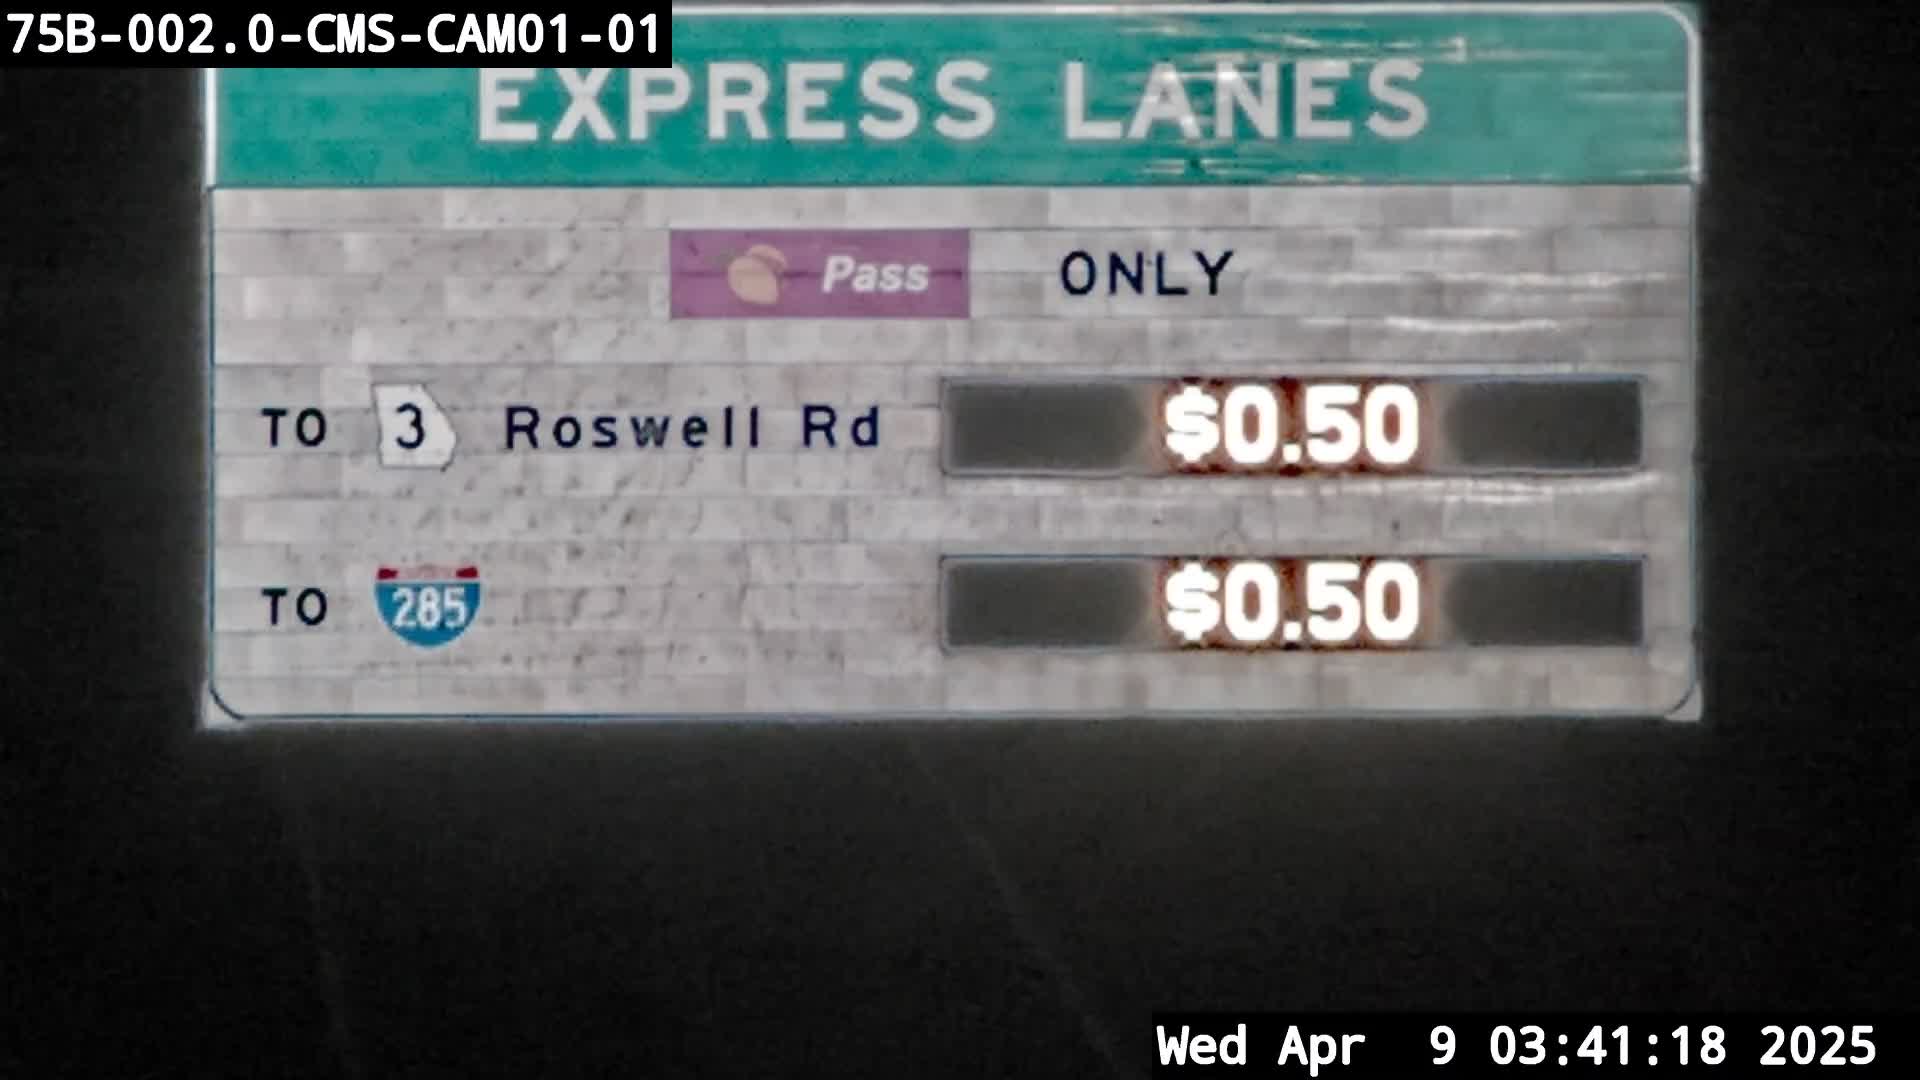 75B-002.0-CMS-CAM01-01
EXPRESS LANES
Pass ONLY
TO 3 Roswell Rd $0.50
TO 285 $0.50
Wed Apr 9 03:41:18 2025